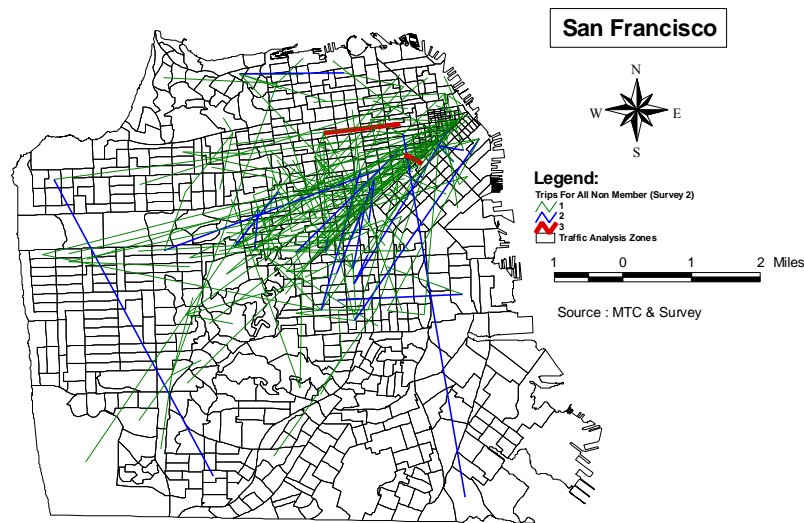 San Francisco
N
W E
S
Legend:
Trips For All Non Member (Survey 2)
1
2
3
Traffic Analysis Zones
1 0 1 2 Miles
Source : MTC & Survey